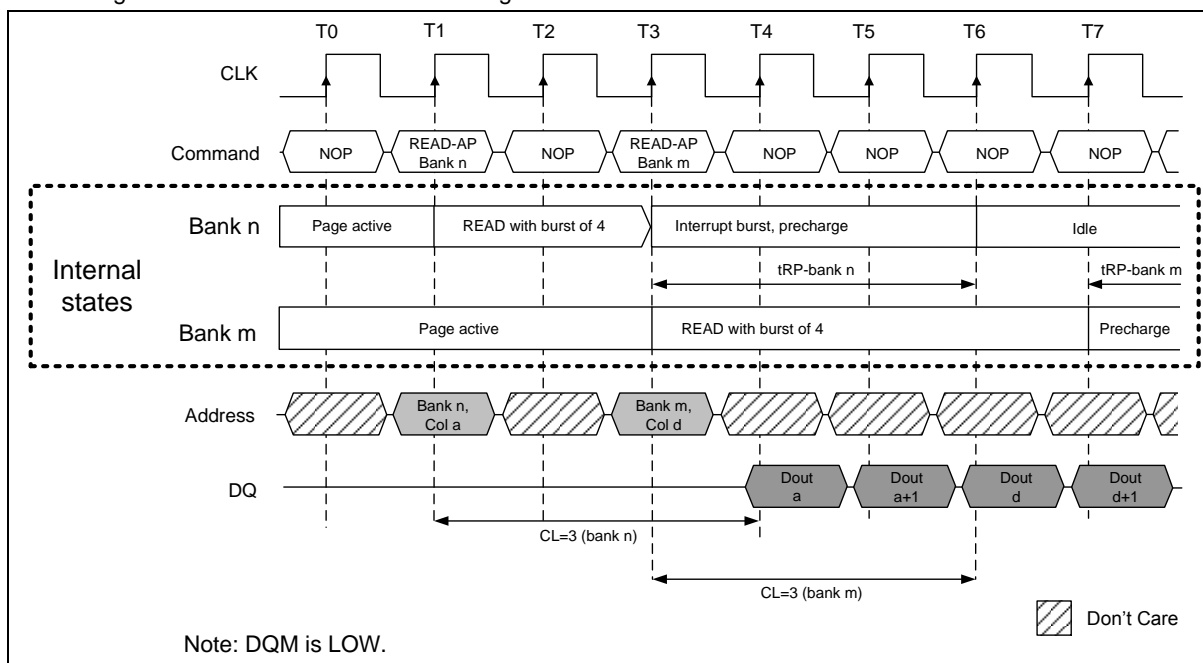 T0 T1 T2 T3 T4 T5 T6 T7
CLK
Command NOP READ-AP Bank n NOP READ-AP Bank m NOP NOP NOP NOP
Bank n Page active READ with burst of 4 Interrupt burst, precharge Idle
Internal states
tRP-bank n tRP-bank m
Bank m Page active READ with burst of 4 Precharge
Address Bank n, Col a Bank m, Col d
DQ Dout a Dout a+1 Dout d Dout d+1
CL=3 (bank n)
CL=3 (bank m)
Don't Care
Note: DQM is LOW.